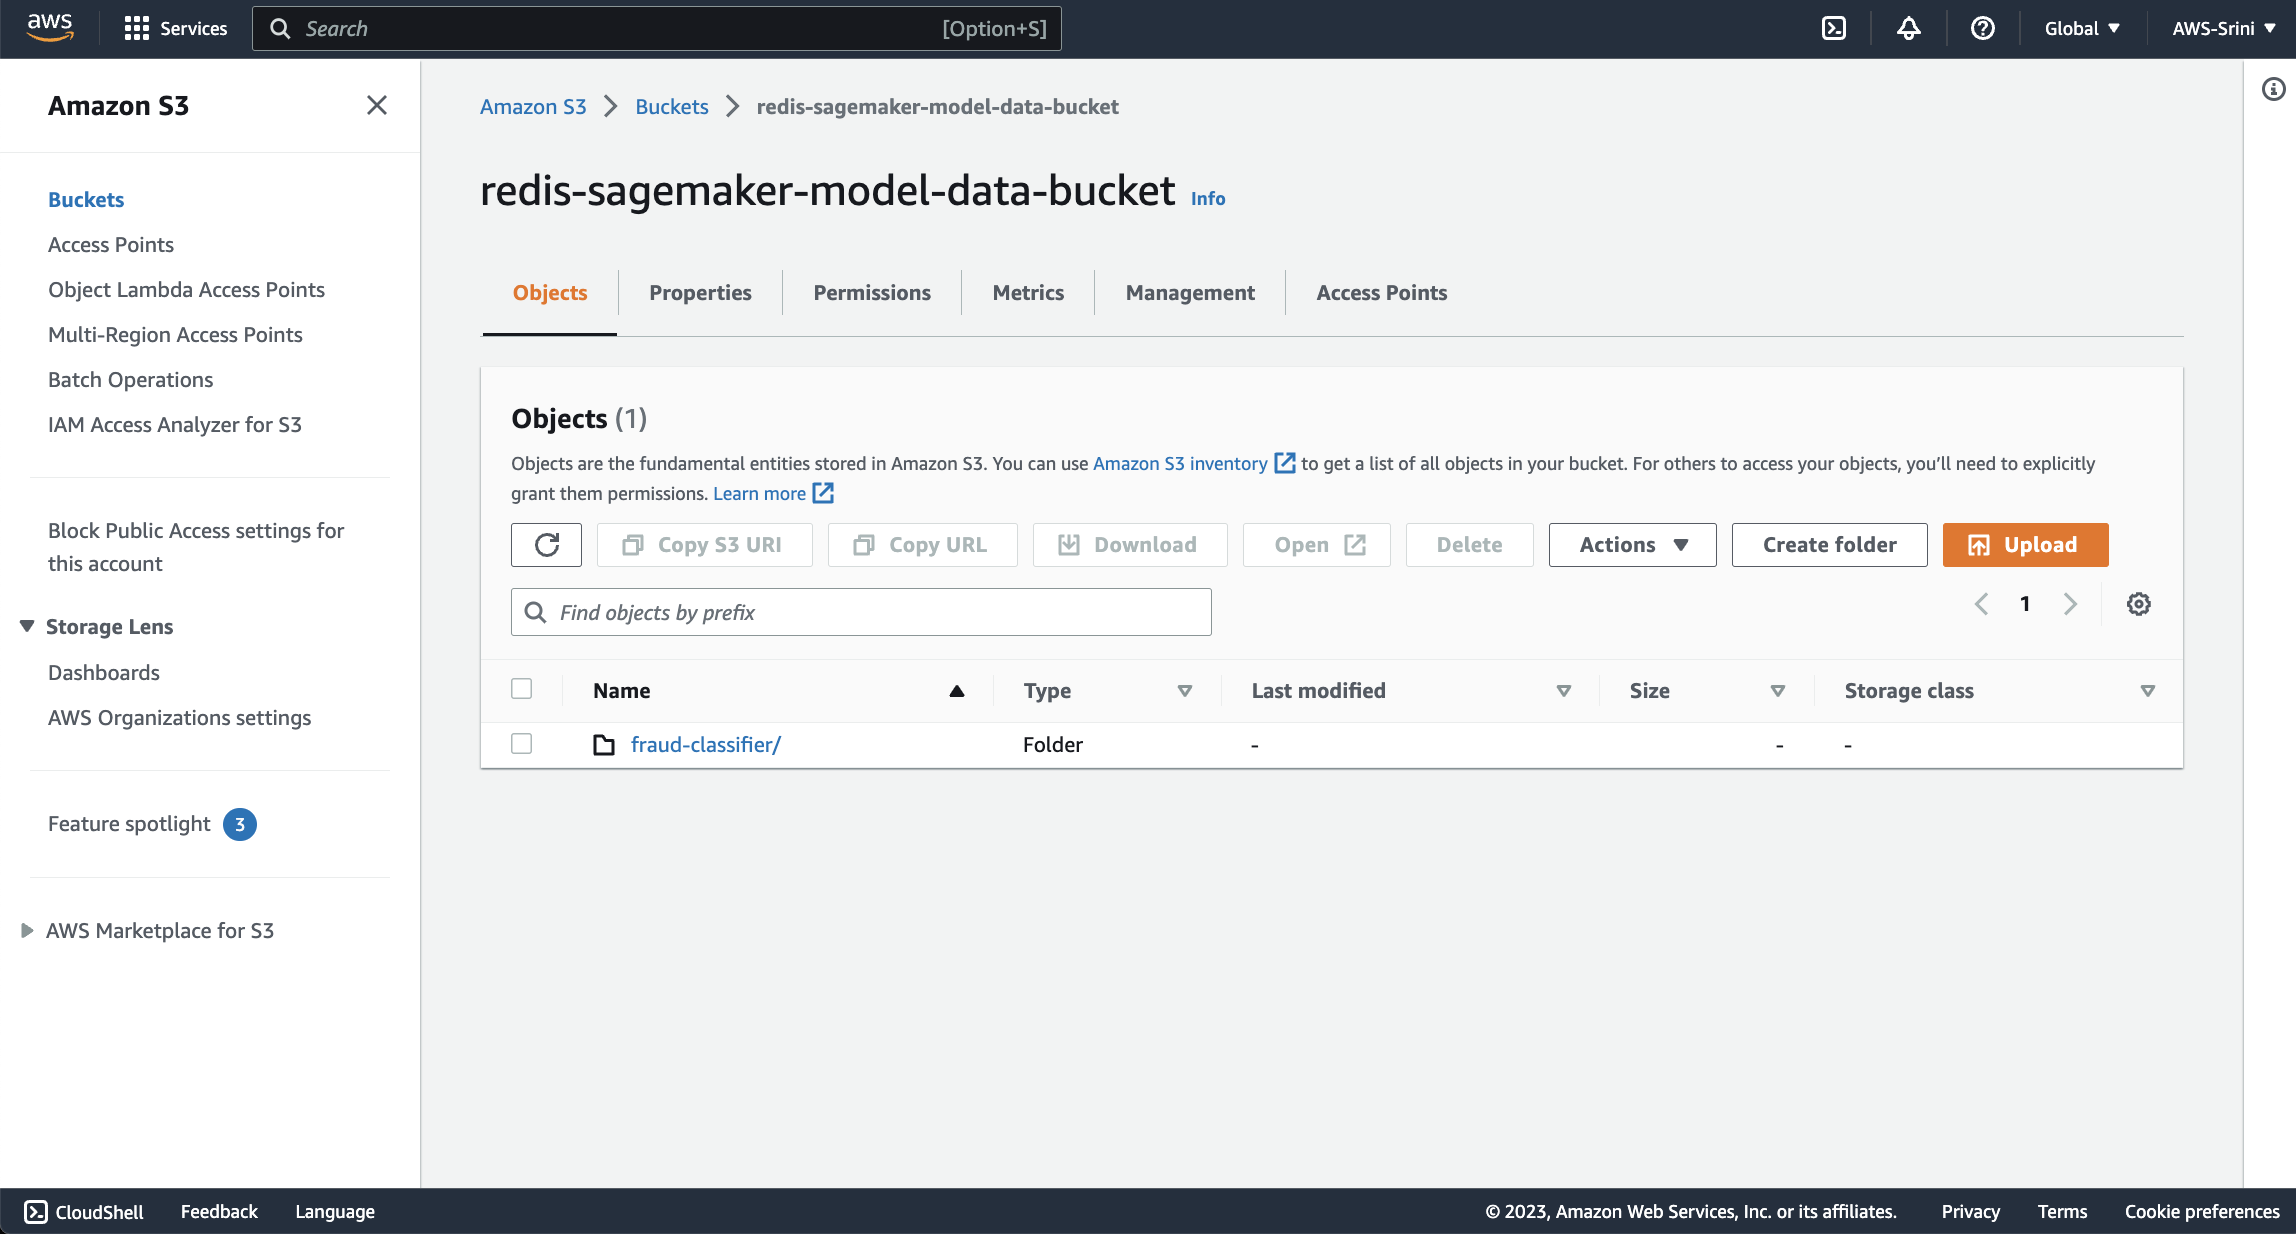 aws
Services
Search
[Option+S]
Global
AWS-Srini
Amazon S3
Buckets
Access Points
Object Lambda Access Points
Multi-Region Access Points
Batch Operations
IAM Access Analyzer for S3
Block Public Access settings for
this account
Storage Lens
Dashboards
AWS Organizations settings
Feature spotlight 3
AWS Marketplace for S3
Amazon S3 > Buckets > redis-sagemaker-model-data-bucket
redis-sagemaker-model-data-bucket Info
Objects Properties Permissions Metrics Management Access Points
Objects (1)
Objects are the fundamental entities stored in Amazon S3. You can use Amazon S3 inventory to get a list of all objects in your bucket. For others to access your objects, you’ll need to explicitly
grant them permissions. Learn more
Copy S3 URI Copy URL Download Open Delete Actions Create folder Upload
Find objects by prefix
1
Name Type Last modified Size Storage class
fraud-classifier/ Folder - - -
CloudShell Feedback Language
© 2023, Amazon Web Services, Inc. or its affiliates. Privacy Terms Cookie preferences